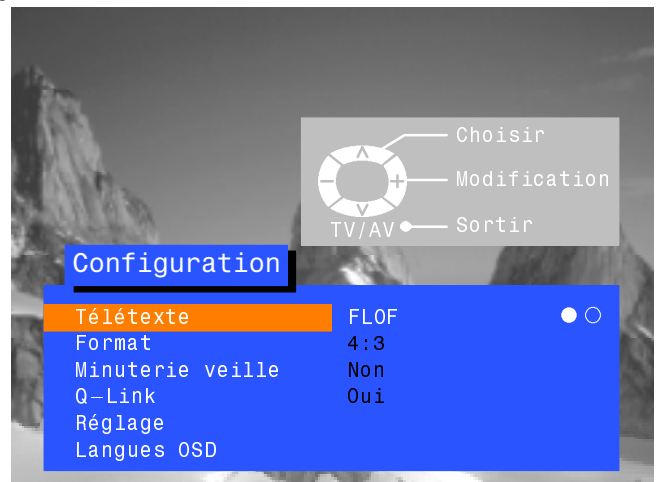 Choisir
Modification
TV/AV Sortir
Configuration
Télétexte FLOF
Format 4:3
Minuterie veille Non
Q-Link Oui
Réglage
Langues OSD